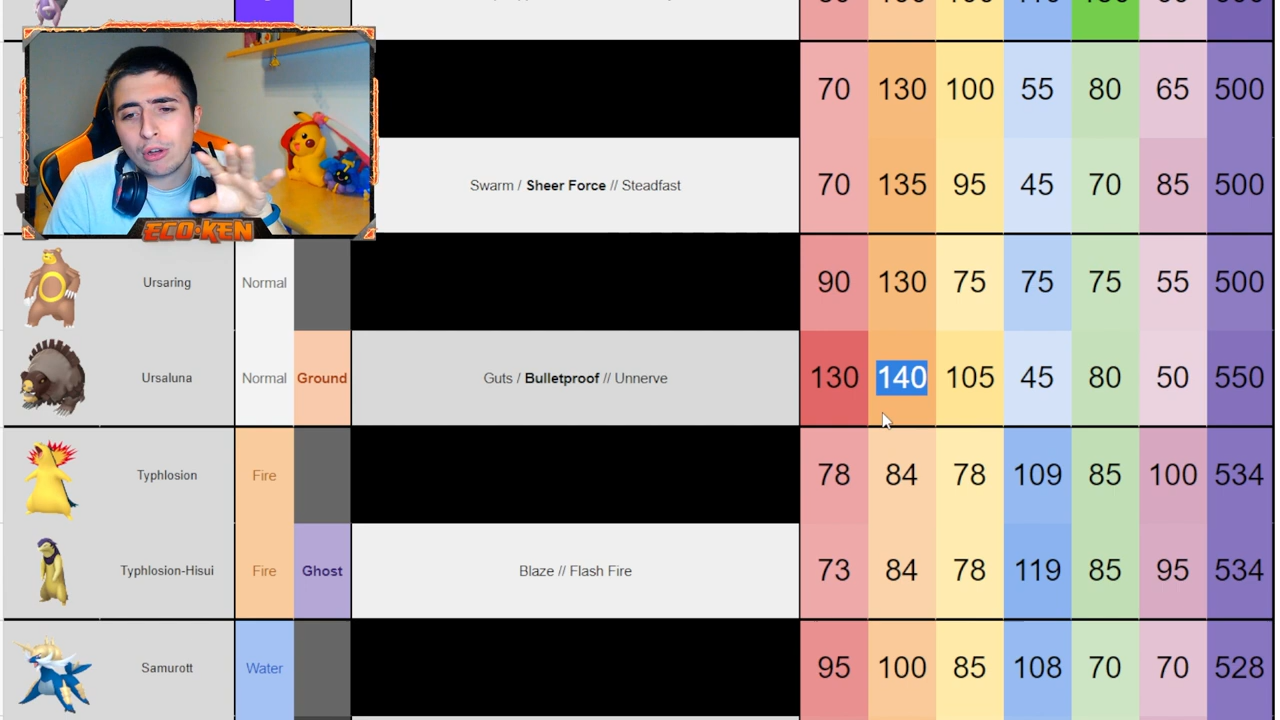 70 130 100 55 80 65 500
Swarm / Sheer Force // Steadfast 70 135 95 45 70 85 500
ECO·KEN
Ursaring Normal 90 130 75 75 75 55 500
Ursaluna Normal Ground Guts / Bulletproof // Unnerve 130 140 105 45 80 50 550
Typhlosion Fire 78 84 78 109 85 100 534
Typhlosion-Hisui Fire Ghost Blaze // Flash Fire 73 84 78 119 85 95 534
Samurott Water 95 100 85 108 70 70 528